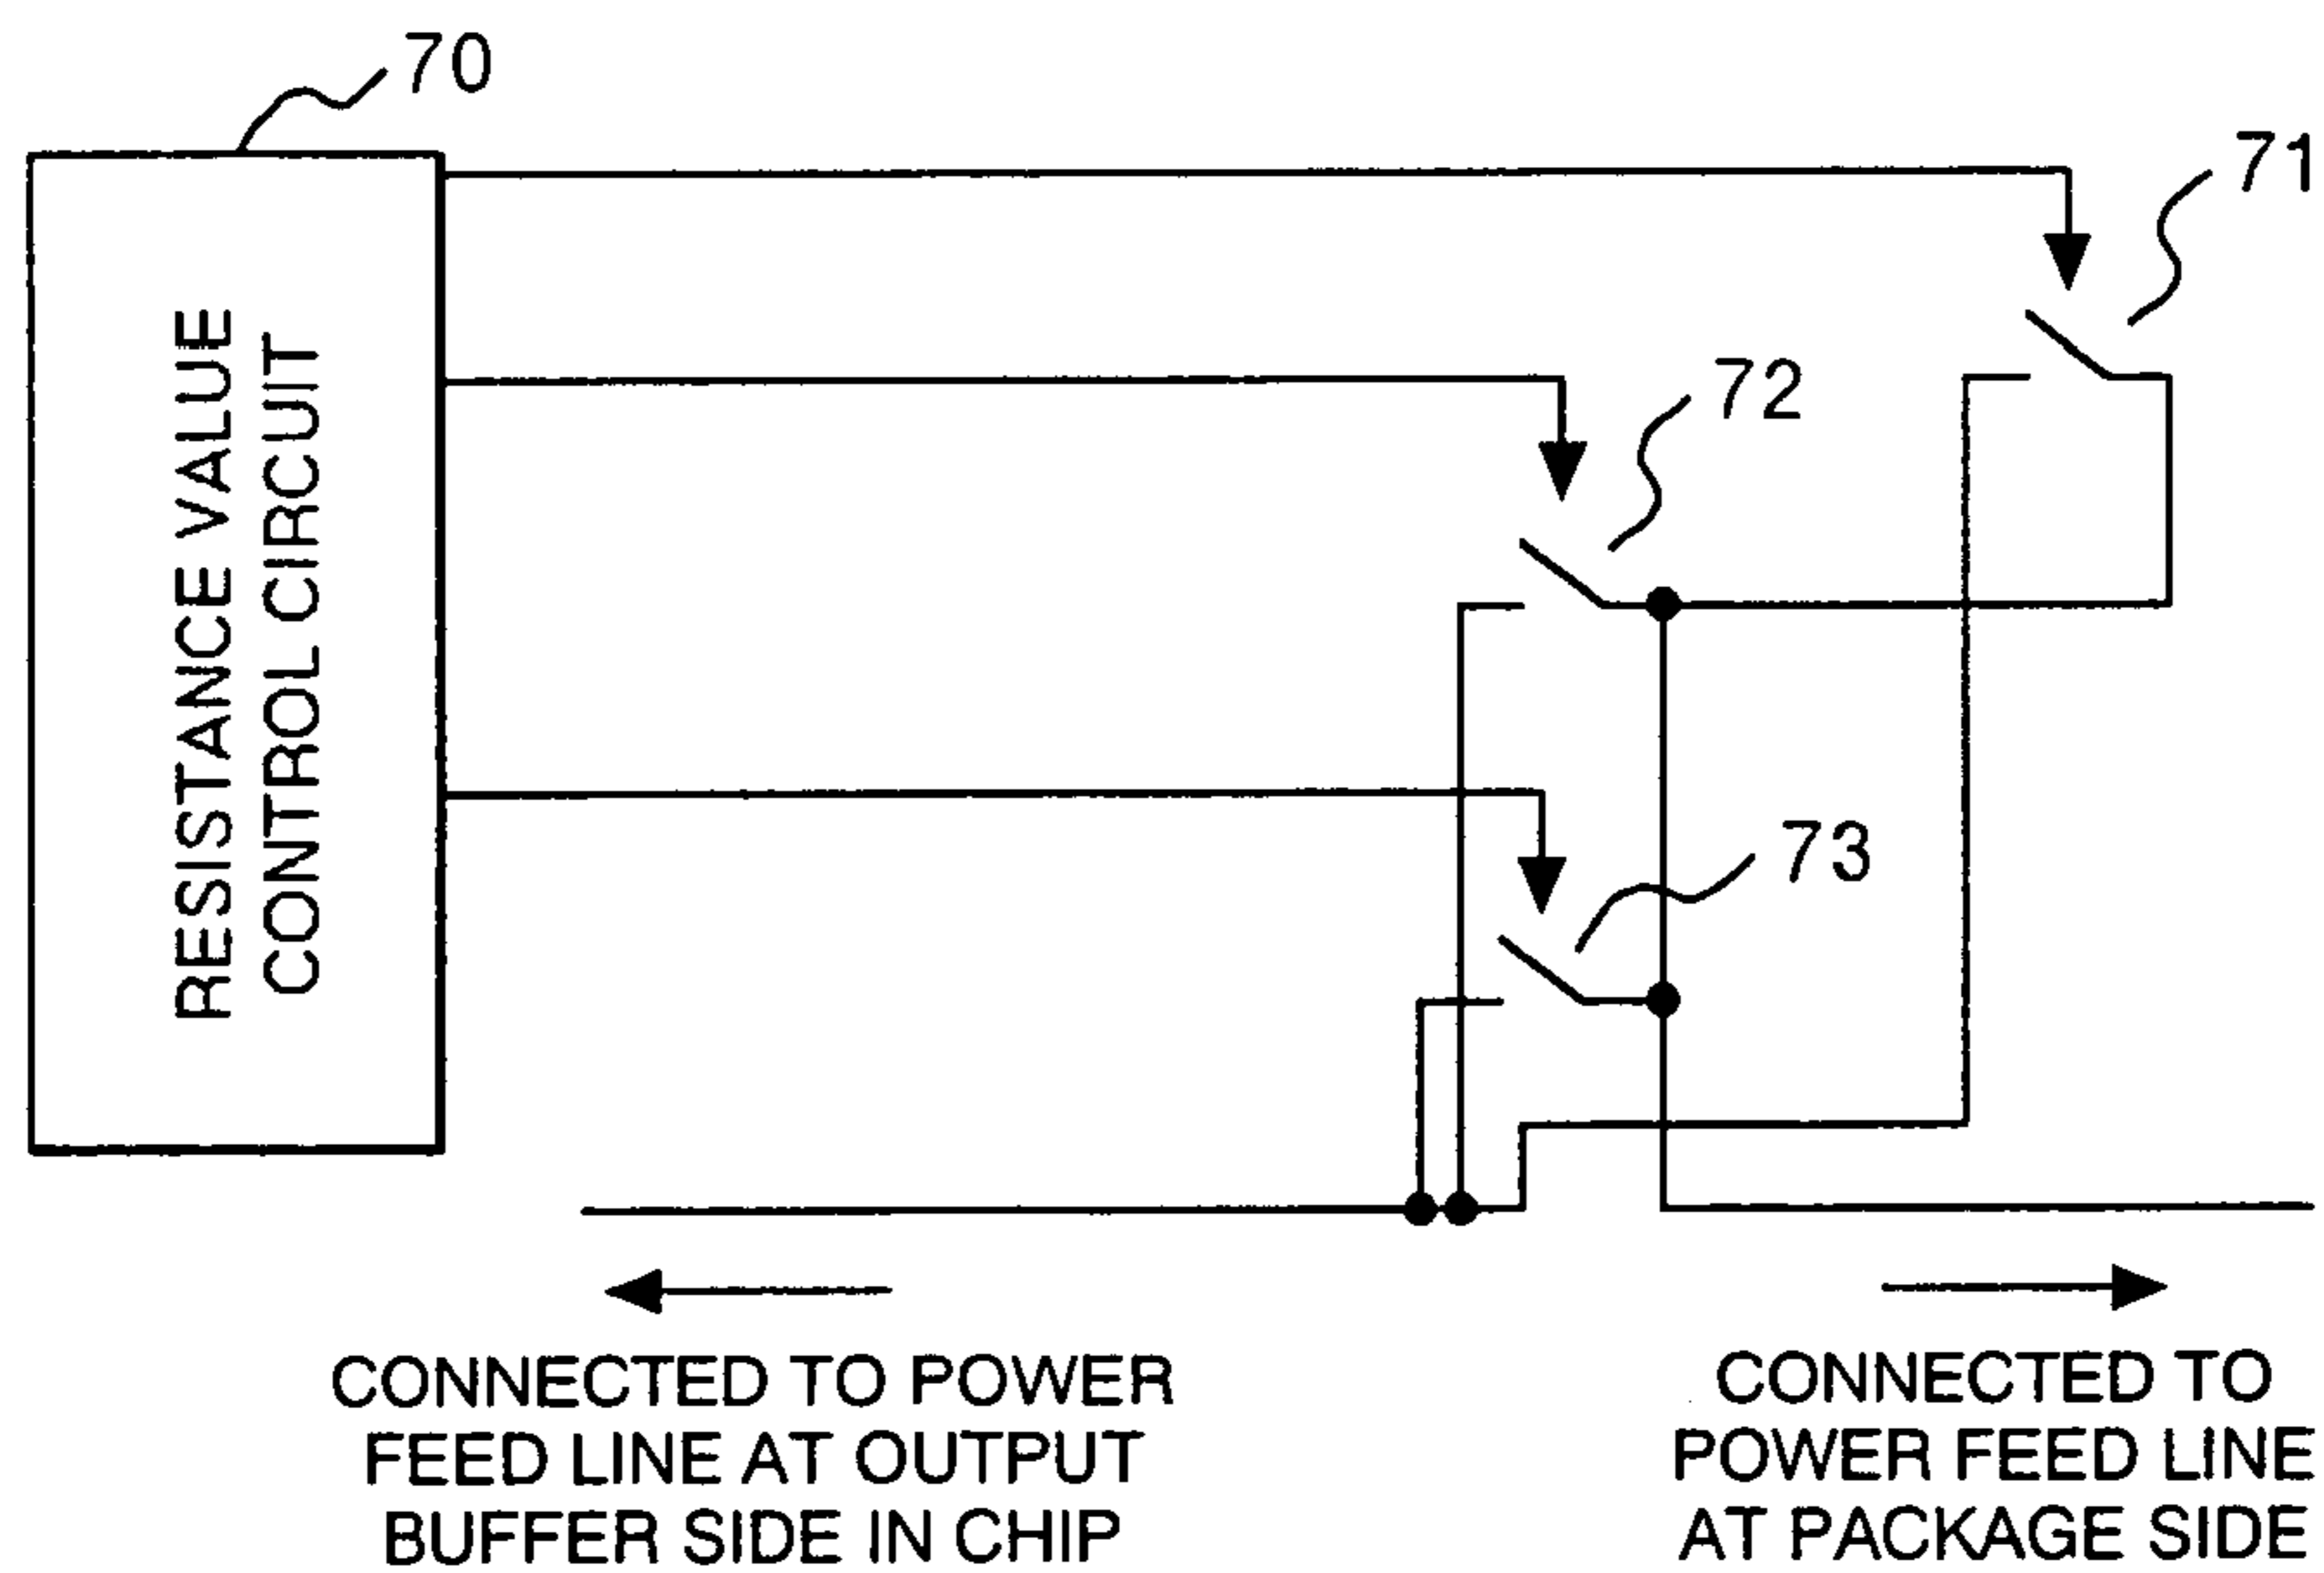 70
71
72
73
RESISTANCE VALUE
CONTROL CIRCUIT
CONNECTED TO POWER
FEED LINE AT OUTPUT
BUFFER SIDE IN CHIP
CONNECTED TO
POWER FEED LINE
AT PACKAGE SIDE